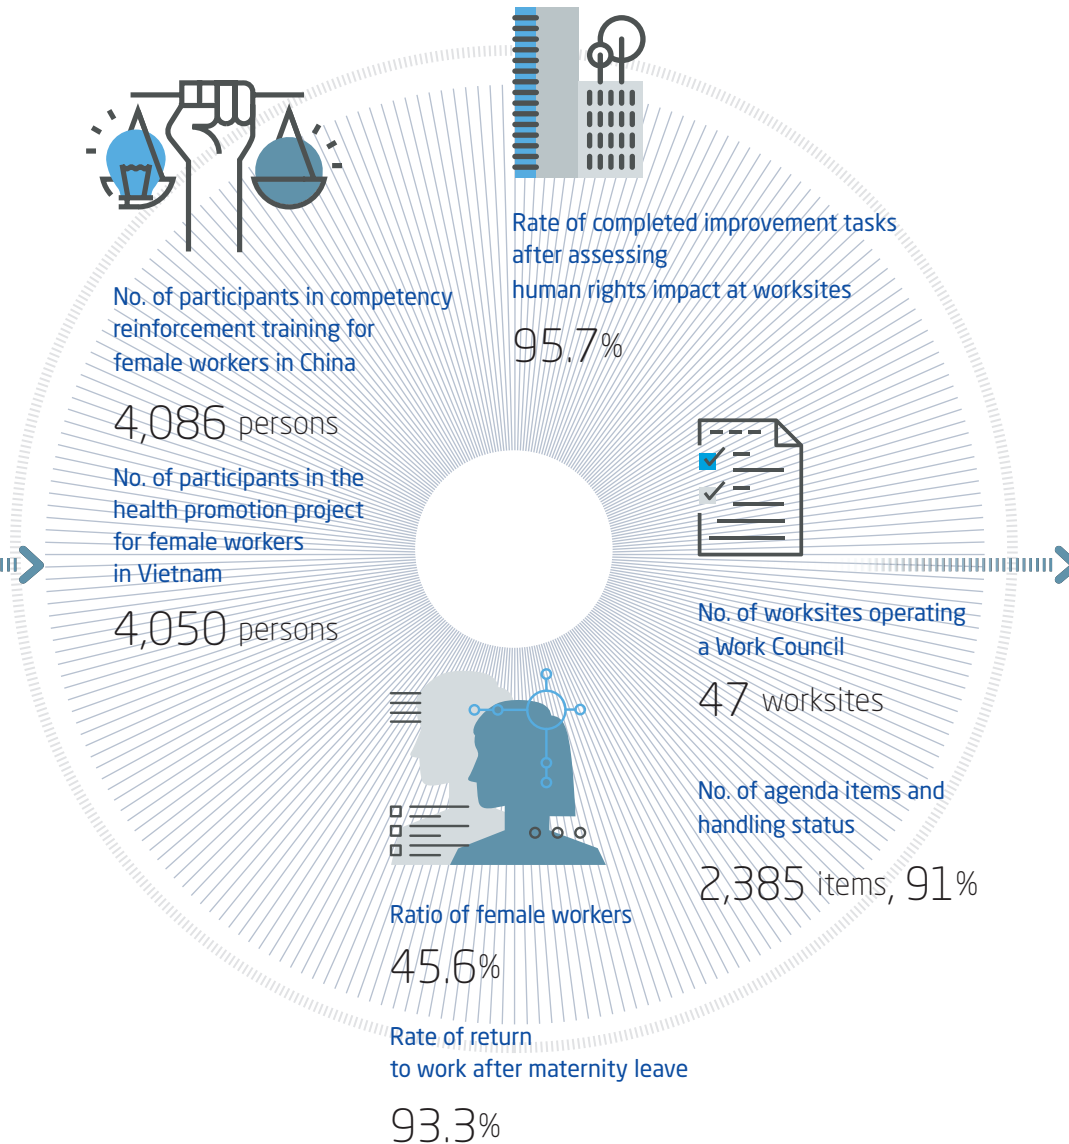 Rate of completed improvement tasks
after assessing
human rights impact at worksites
95.7%
No. of participants in competency
reinforcement training for
female workers in China
4,086 persons
No. of participants in the
health promotion project
for female workers
in Vietnam
4,050 persons
No. of worksites operating
a Work Council
47 worksites
No. of agenda items and
handling status
2,385 items, 91%
Ratio of female workers
45.6%
Rate of return
to work after maternity leave
93.3%